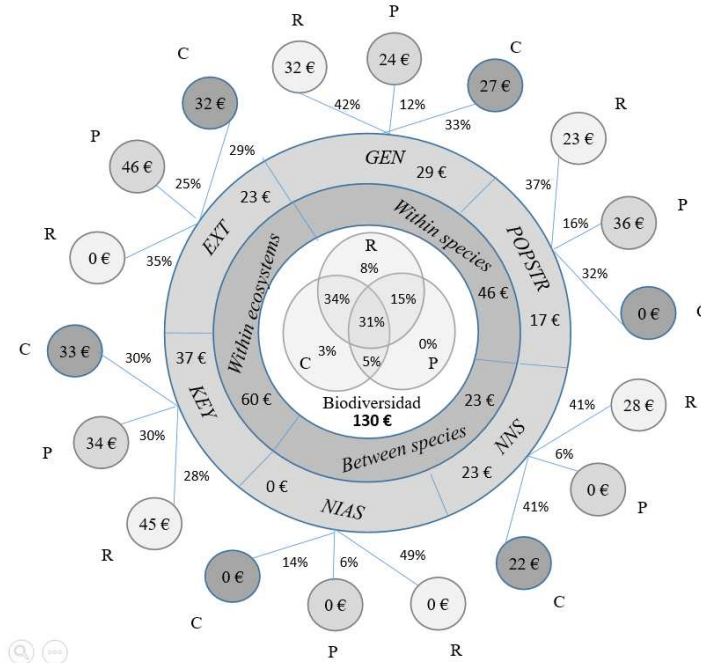 P
R
C
24 €
32 €
27 €
42%
12%
33%
C
32 €
29%
P
46 €
25%
R
0 €
35%
R
23 €
37%
P
36 €
16%
C
0 €
32%
GEN
29 €
EXT
23 €
POPSTR
17 €
Within species
46 €
Within ecosystems
60 €
R
8%
34%
15%
31%
3%
0%
5%
C
P
Biodiversidad
130 €
23 €
Between species
KEY
37 €
NNS
23 €
NIAS
0 €
C
33 €
30%
P
34 €
30%
R
45 €
28%
41%
28 €
R
6%
0 €
P
41%
22 €
C
14%
6%
49%
0 €
C
0 €
P
0 €
R